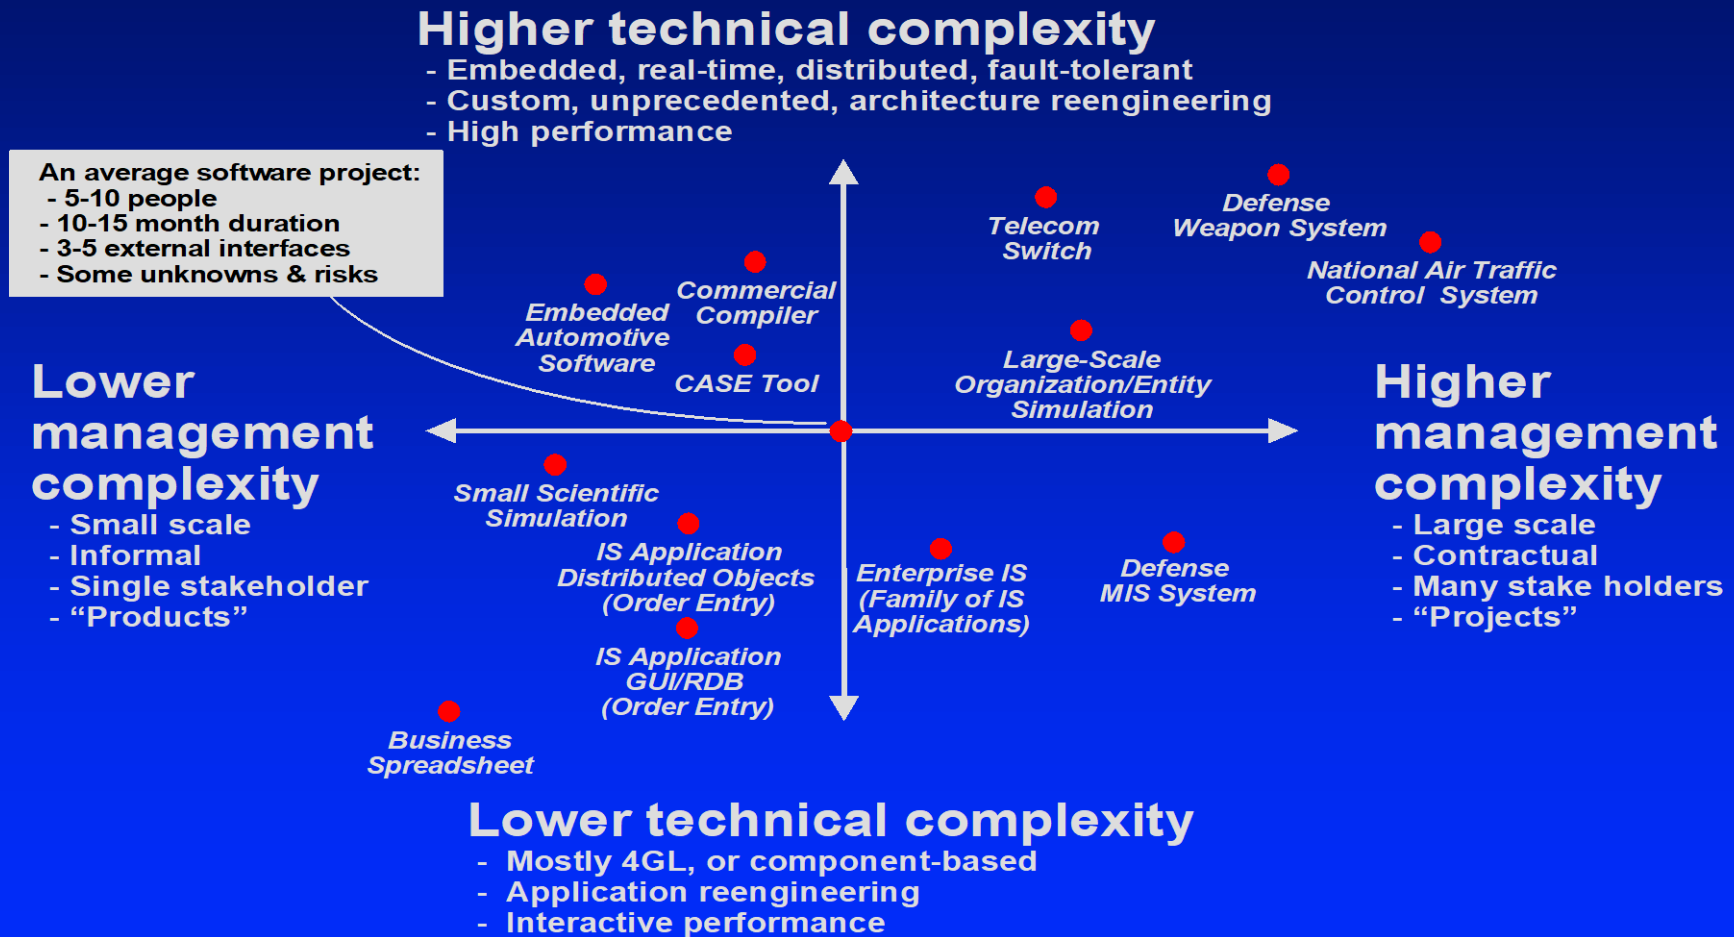 Higher technical complexity
- Embedded, real-time, distributed, fault-tolerant
- Custom, unprecedented, architecture reengineering
- High performance
An average software project:
- 5-10 people
- 10-15 month duration
- 3-5 external interfaces
- Some unknowns & risks
Telecom
Switch
Defense
Weapon System
National Air Traffic
Control System
Commercial
Compiler
Embedded
Automotive
Software
CASE Tool
Large-Scale
Organization/Entity
Simulation
Lower
management
complexity
- Small scale
- Informal
- Single stakeholder
- “Products”
Higher
management
complexity
- Large scale
- Contractual
- Many stake holders
- “Projects”
Small Scientific
Simulation
IS Application
Distributed Objects
(Order Entry)
Enterprise IS
(Family of IS
Applications)
Defense
MIS System
IS Application
GUI/RDB
(Order Entry)
Business
Spreadsheet
Lower technical complexity
- Mostly 4GL, or component-based
- Application reengineering
- Interactive performance